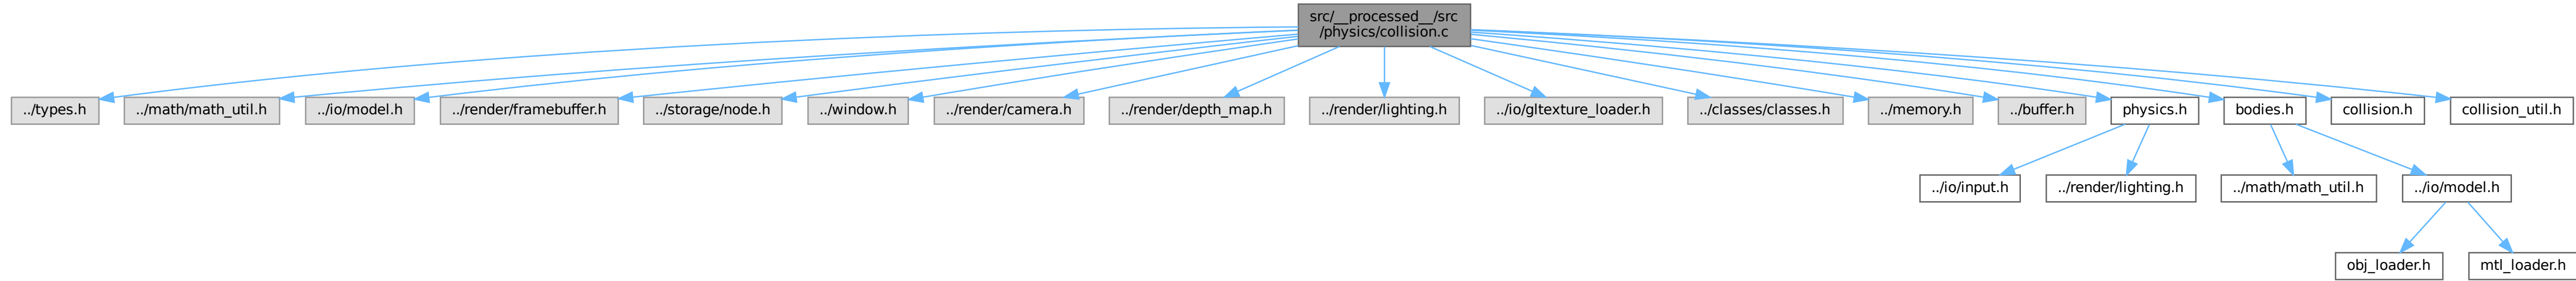 src/__processed__/src
/physics/collision.c
../types.h
../math/math_util.h
../io/model.h
../render/framebuffer.h
../storage/node.h
../window.h
../render/camera.h
../render/depth_map.h
../render/lighting.h
../io/gltexture_loader.h
../classes/classes.h
../memory.h
../buffer.h
physics.h
bodies.h
collision.h
collision_util.h
../io/input.h
../render/lighting.h
../math/math_util.h
../io/model.h
obj_loader.h
mtl_loader.h